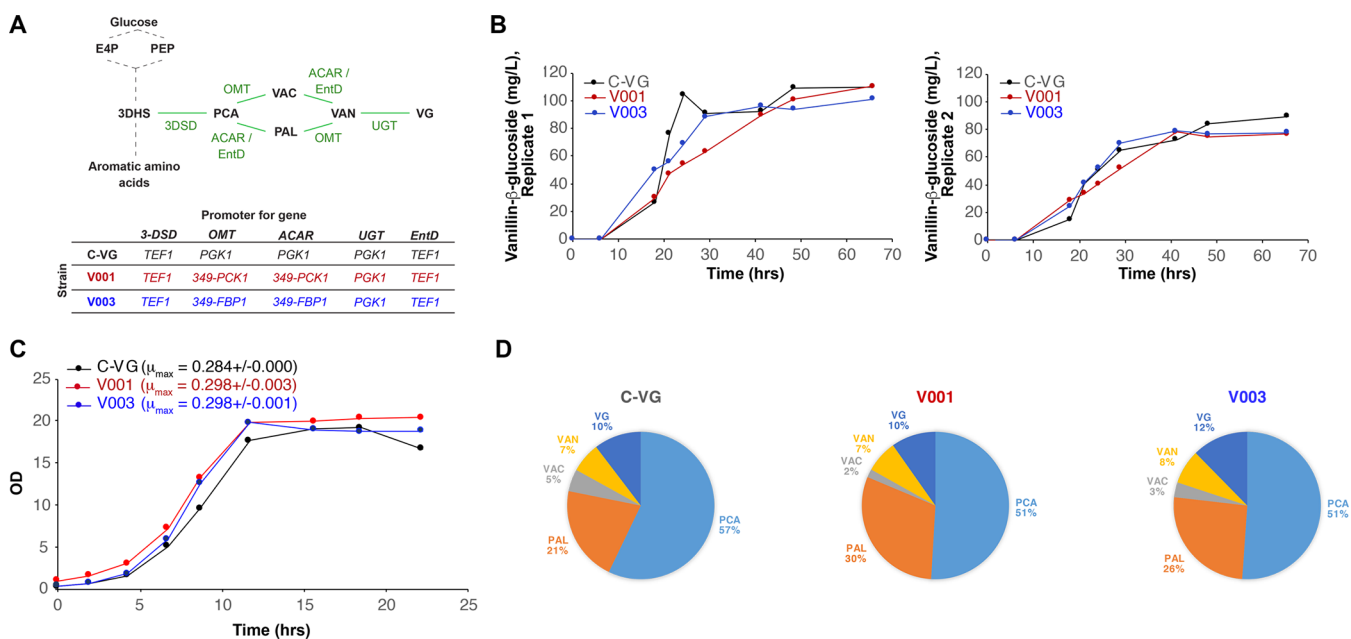 A
Glucose
E4P PEP
3DHS
3DSD
PCA
OMT
VAC
ACAR /
EntD
ACAR /
EntD
PAL
OMT
VAN
UGT
VG
Aromatic amino
acids
Promoter for gene
3-DSD OMT ACAR UGT EntD
Strain
C-VG TEF1 PGK1 PGK1 PGK1 TEF1
V001 TEF1 349-PCK1 349-PCK1 PGK1 TEF1
V003 TEF1 349-FBP1 349-FBP1 PGK1 TEF1
B
Vanillin-β-glucoside (mg/L),
Replicate 1
120
100
80
60
40
20
0
C-VG
V001
V003
0 10 20 30 40 50 60 70
Time (hrs)
Vanillin-β-glucoside (mg/L),
Replicate 2
120
100
80
60
40
20
0
C-VG
V001
V003
0 10 20 30 40 50 60 70
Time (hrs)
C
C-VG (μmax = 0.284+/-0.000)
V001 (μmax = 0.298+/-0.003)
V003 (μmax = 0.298+/-0.001)
OD
25
20
15
10
5
0
0 5 10 15 20 25
Time (hrs)
D
C-VG
VG
10%
VAN
7%
VAC
5%
PAL
21%
PCA
57%
V001
VG
10%
VAN
7%
VAC
2%
PAL
30%
PCA
51%
V003
VG
12%
VAN
8%
VAC
3%
PAL
26%
PCA
51%